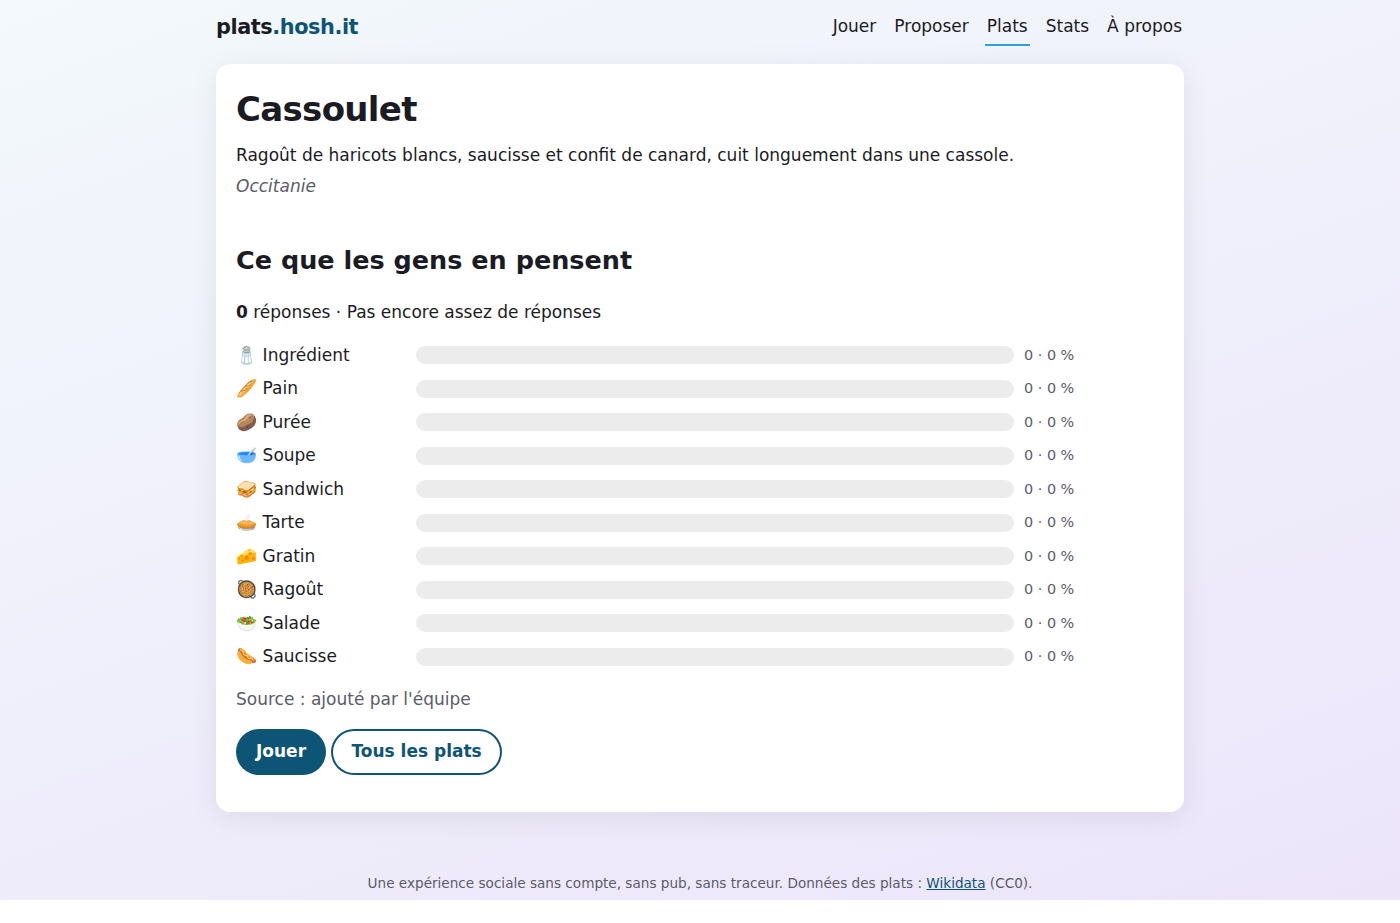 plats.hosh.it
Jouer Proposer Plats Stats À propos
Cassoulet
Ragoût de haricots blancs, saucisse et confit de canard, cuit longuement dans une cassole.
Occitanie
Ce que les gens en pensent
0 réponses · Pas encore assez de réponses
Ingrédient 0 · 0 %
Pain 0 · 0 %
Purée 0 · 0 %
Soupe 0 · 0 %
Sandwich 0 · 0 %
Tarte 0 · 0 %
Gratin 0 · 0 %
Ragoût 0 · 0 %
Salade 0 · 0 %
Saucisse 0 · 0 %
Source : ajouté par l'équipe
Jouer Tous les plats
Une expérience sociale sans compte, sans pub, sans traceur. Données des plats : Wikidata (CC0).